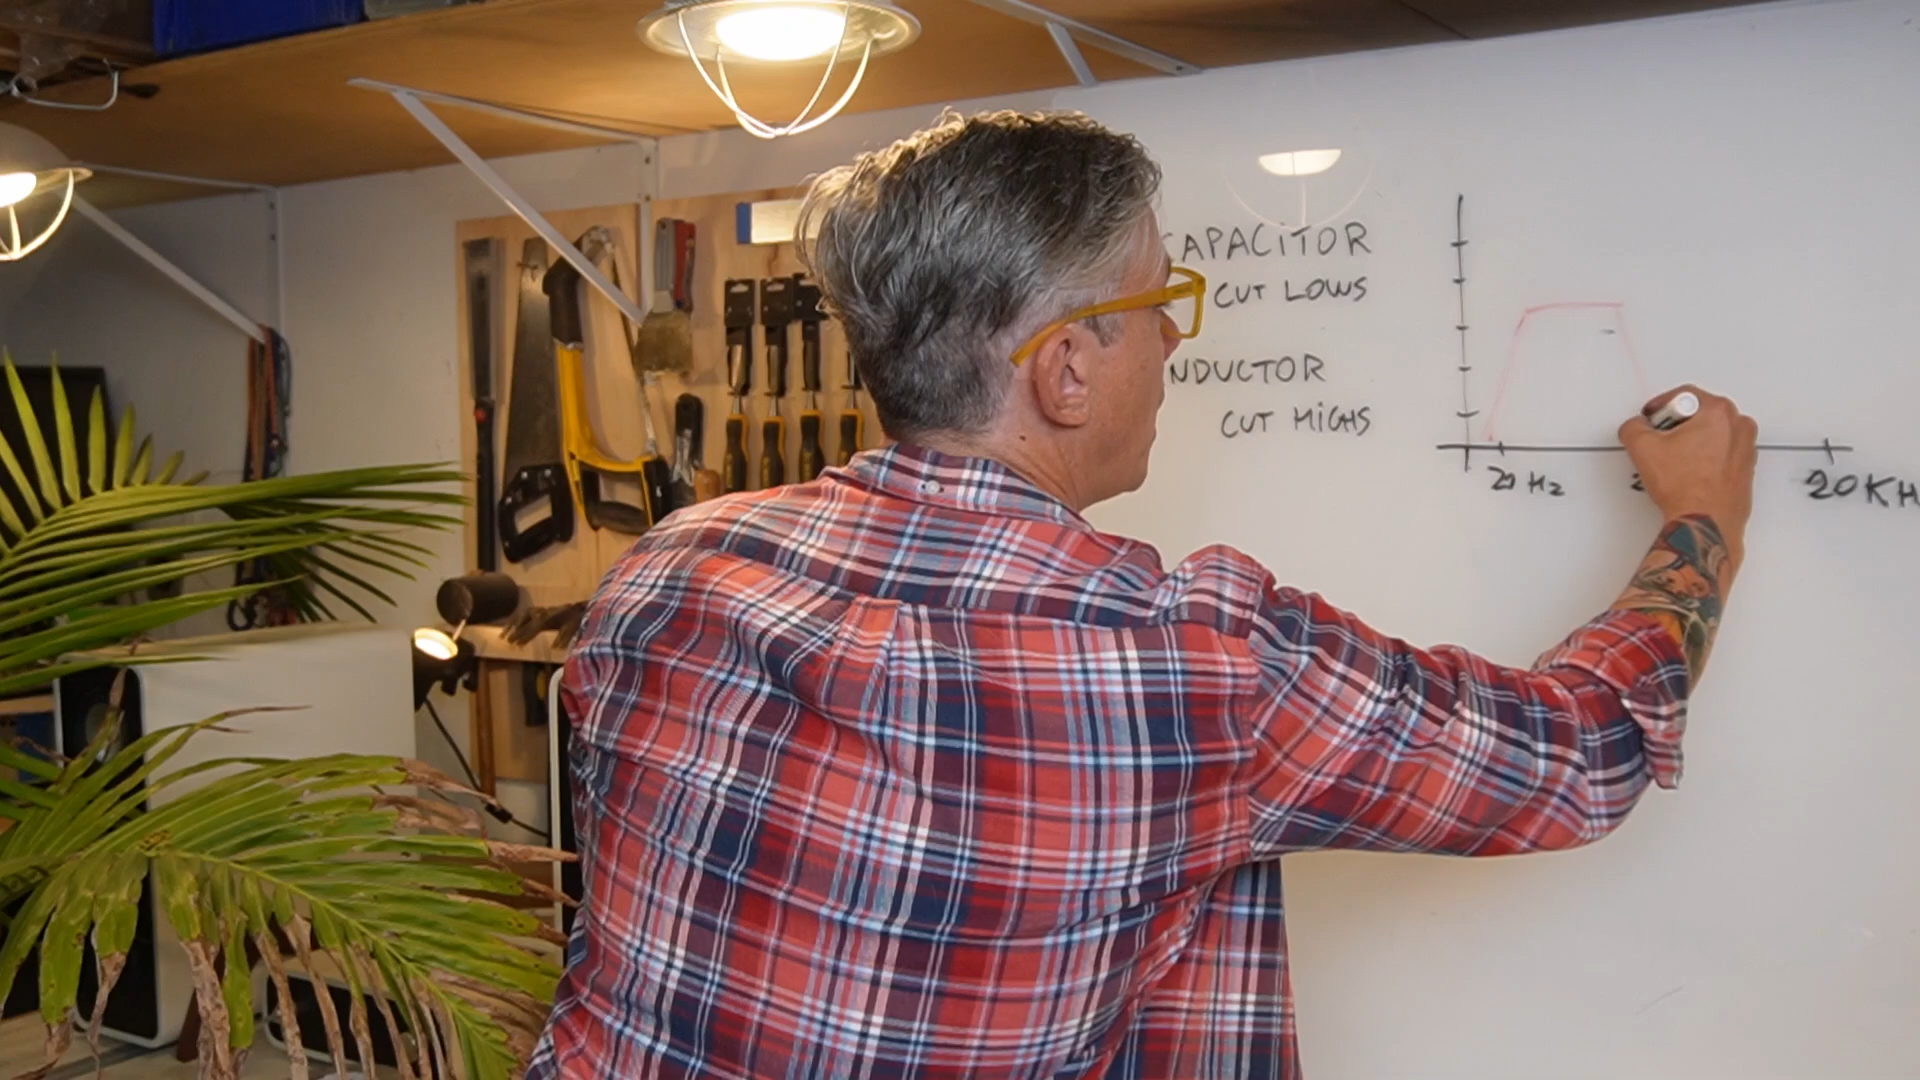 CAPACITOR
CUT LOWS
NDUCTOR
CUT HIGHS
20 Hz
20KH